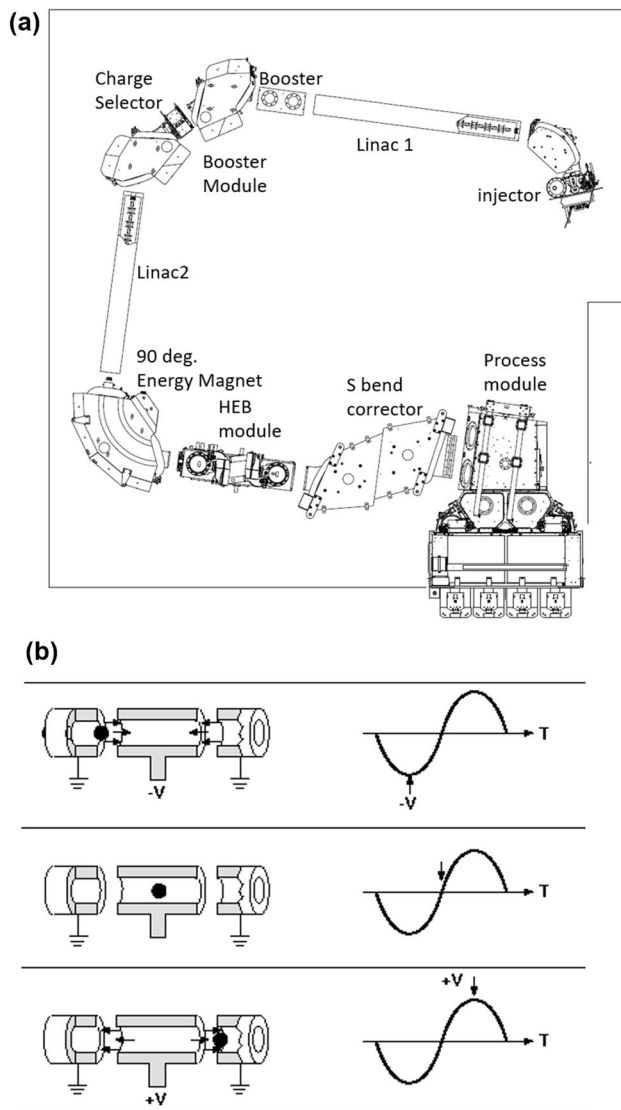 (a)
Charge
Selector
Booster
Linac 1
Booster
Module
injector
Linac2
90 deg.
Energy Magnet
HEB
module
S bend
corrector
Process
module
(b)
-V
T
-V
T
+V
T
+V